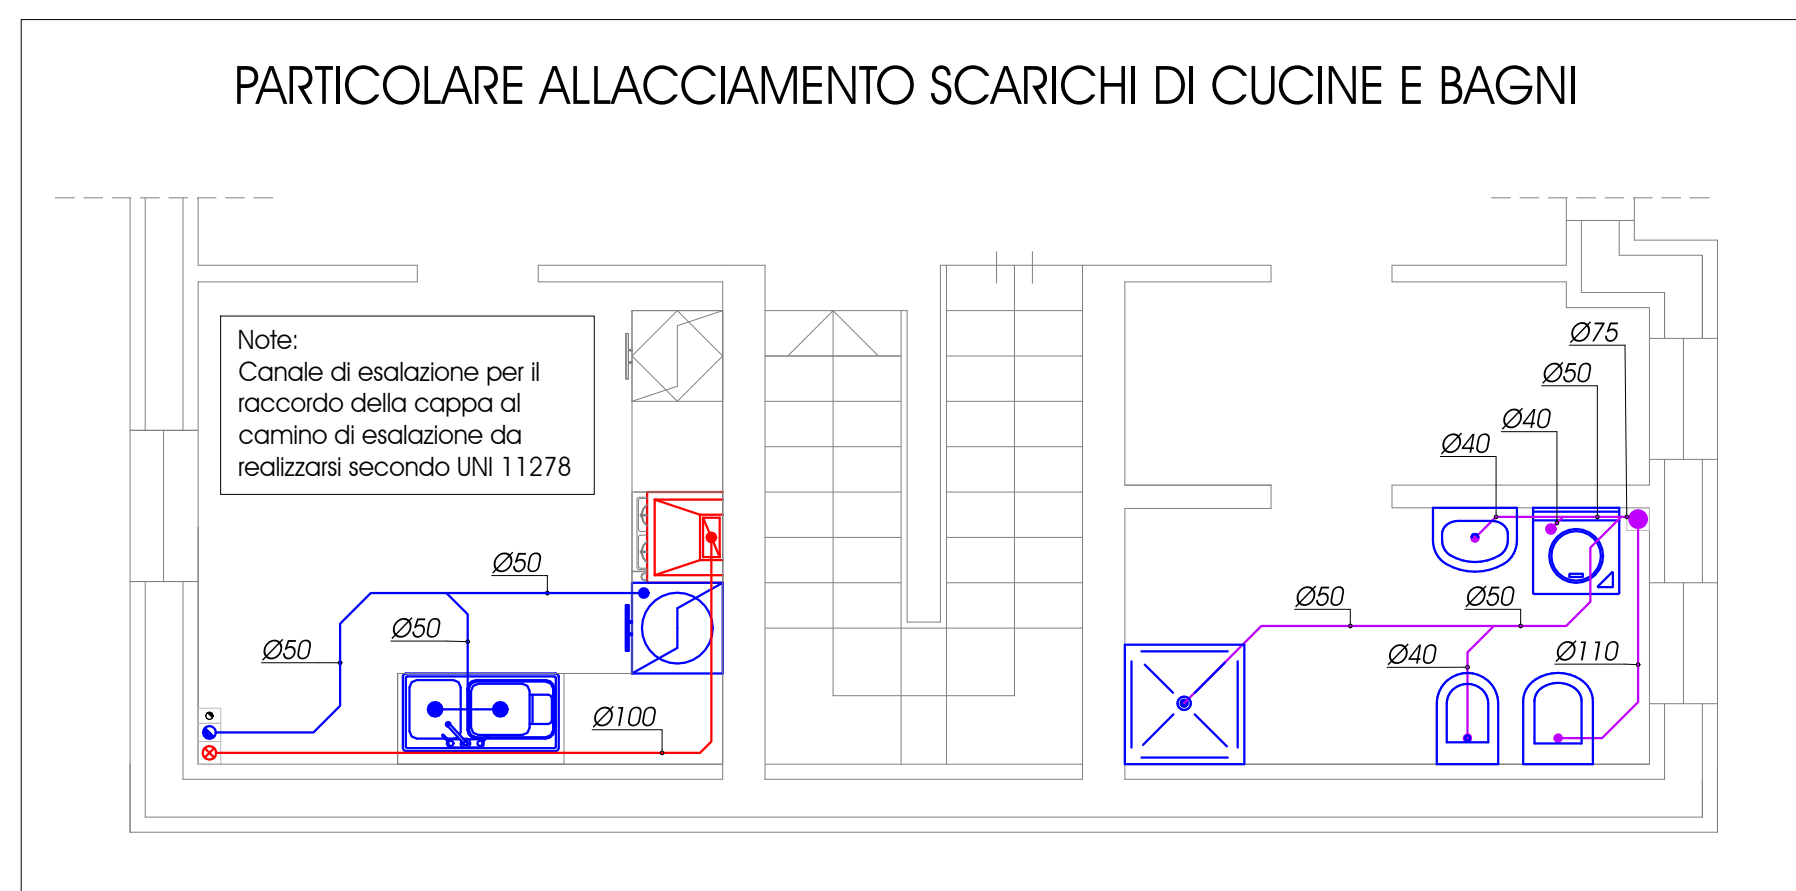 PARTICOLARE ALLACCIAMENTO SCARICHI DI CUCINE E BAGNI
Note:
Canale di esalazione per il
raccordo della cappa al
camino di esalazione da
realizzarsi secondo UNI 11278
Ø50
Ø50
Ø50
Ø100
Ø75
Ø50
Ø40
Ø40
Ø50
Ø50
Ø40
Ø110